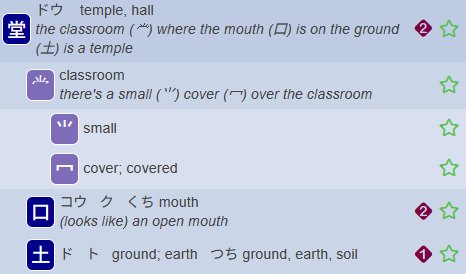 堂 ドウ temple, hall
the classroom (龸) where the mouth (口) is on the ground
(土) is a temple
2
龸 classroom
there's a small (⺌) cover (冖) over the classroom
⺌ small
冖 cover; covered
口 コウ ク くち mouth
(looks like) an open mouth
2
土 ド ト ground; earth つち ground, earth, soil
1